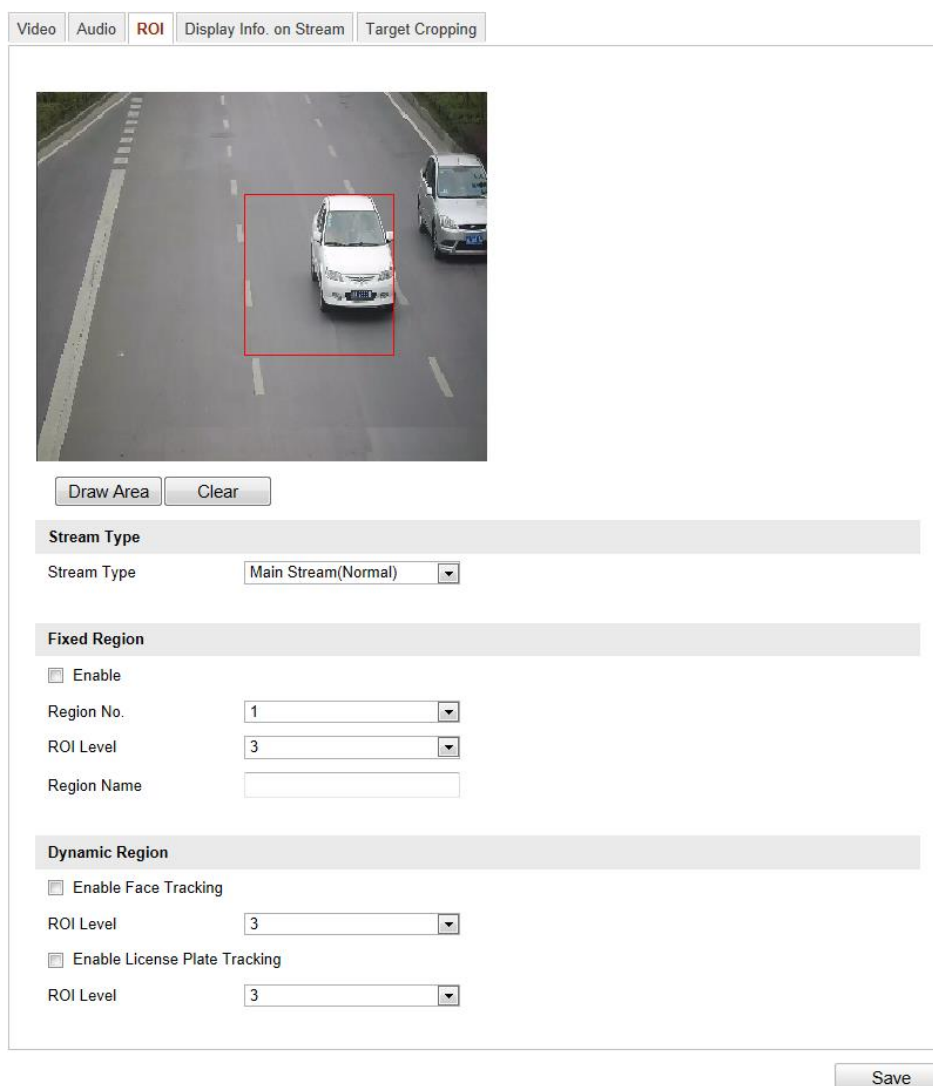 Video Audio ROI Display Info. on Stream Target Cropping
Draw Area Clear
Stream Type
Stream Type Main Stream(Normal)
Fixed Region
Enable
Region No. 1
ROI Level 3
Region Name
Dynamic Region
Enable Face Tracking
ROI Level 3
Enable License Plate Tracking
ROI Level 3
Save